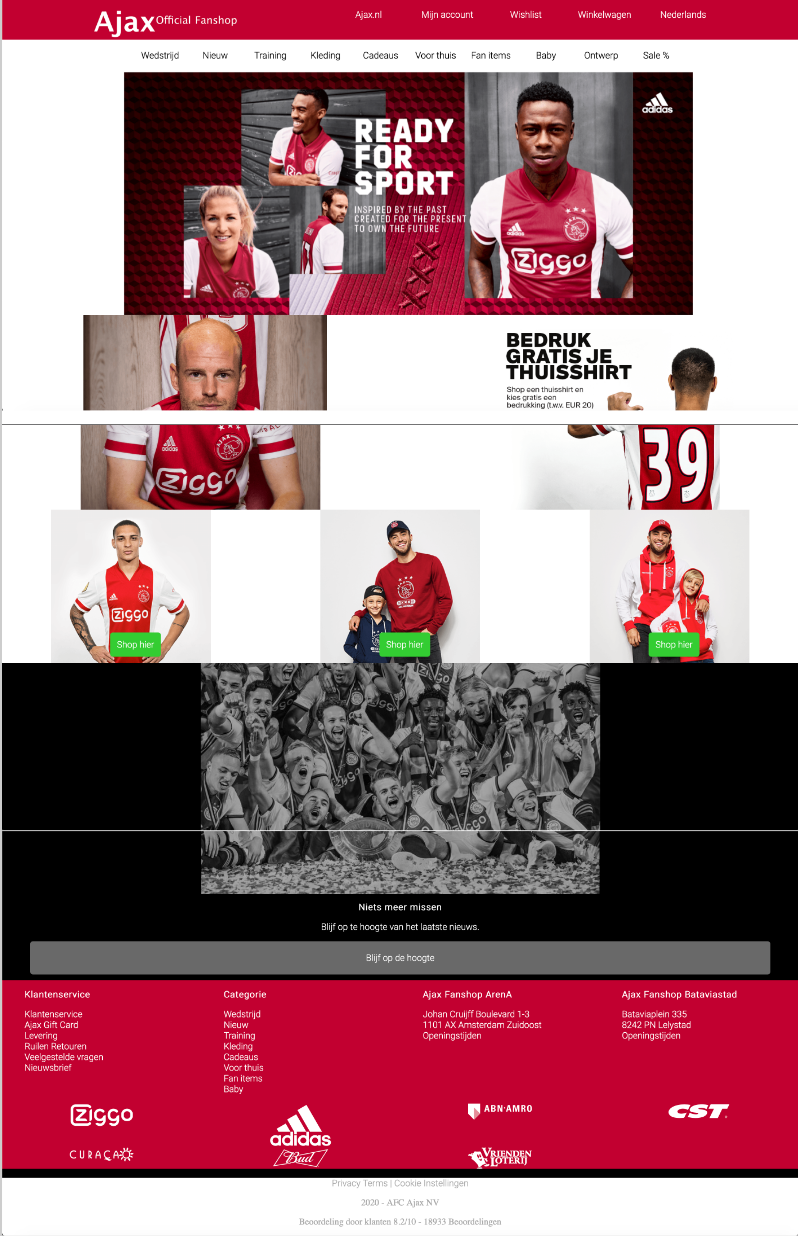 Ajax Official Fanshop
Ajax.nl Mijn account Wishlist Winkelwagen Nederlands
Wedstrijd Nieuw Training Kleding Cadeaus Voor thuis Fan items Baby Ontwerp Sale %
adidas
READY
FOR
SPORT
INSPIRED BY THE PAST
CREATED FOR THE PRESENT
TO OWN THE FUTURE
Ziggo
BEDRUK
GRATIS JE
THUISSHIRT
Shop een thuisshirt en
kies gratis een
bedrukking (t.w.v. EUR 20)
adidas
Ziggo
39
Ziggo
Shop hier
Shop hier
Shop hier
Ziggo
Niets meer missen
Blijf op te hoogte van het laatste nieuws.
Blijf op de hoogte
Klantenservice
Klantenservice
Ajax Gift Card
Levering
Ruilen Retouren
Veelgestelde vragen
Nieuwsbrief
Categorie
Wedstrijd
Nieuw
Training
Kleding
Cadeaus
Voor thuis
Fan items
Baby
Ajax Fanshop ArenA
Johan Cruijff Boulevard 1-3
1101 AX Amsterdam Zuidoost
Openingstijden
Ajax Fanshop Bataviastad
Bataviaplein 335
8242 PN Lelystad
Openingstijden
Ziggo
adidas
ABN·AMRO
CST
CURAÇAO
Bud
VRIENDEN
LOTERIJ
Privacy Terms | Cookie Instellingen
2020 - AFC Ajax NV
Beoordeling door klanten 8.2/10 - 18933 Beoordelingen